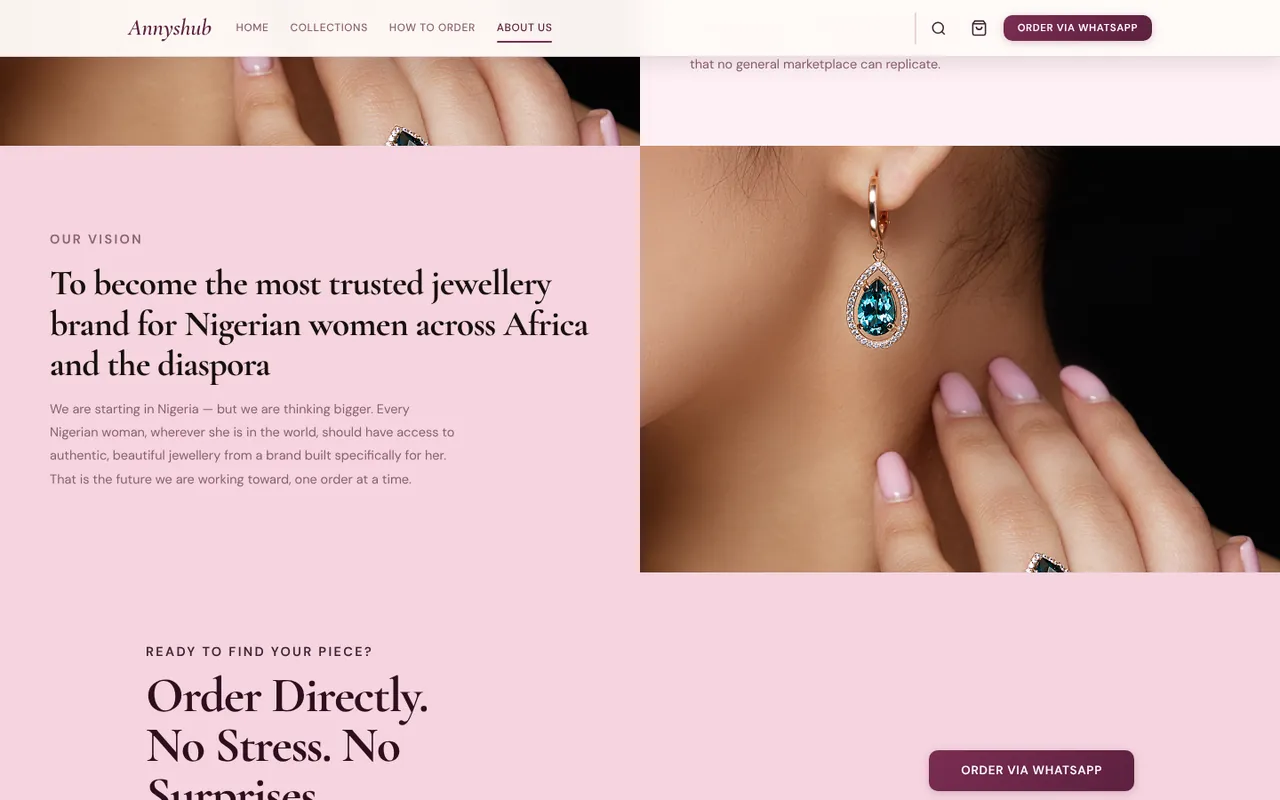 Annyshub
HOME
COLLECTIONS
HOW TO ORDER
ABOUT US
ORDER VIA WHATSAPP
that no general marketplace can replicate.
OUR VISION
To become the most trusted jewellery
brand for Nigerian women across Africa
and the diaspora
We are starting in Nigeria — but we are thinking bigger. Every
Nigerian woman, wherever she is in the world, should have access to
authentic, beautiful jewellery from a brand built specifically for her.
That is the future we are working toward, one order at a time.
READY TO FIND YOUR PIECE?
Order Directly.
No Stress. No
Surprises
ORDER VIA WHATSAPP